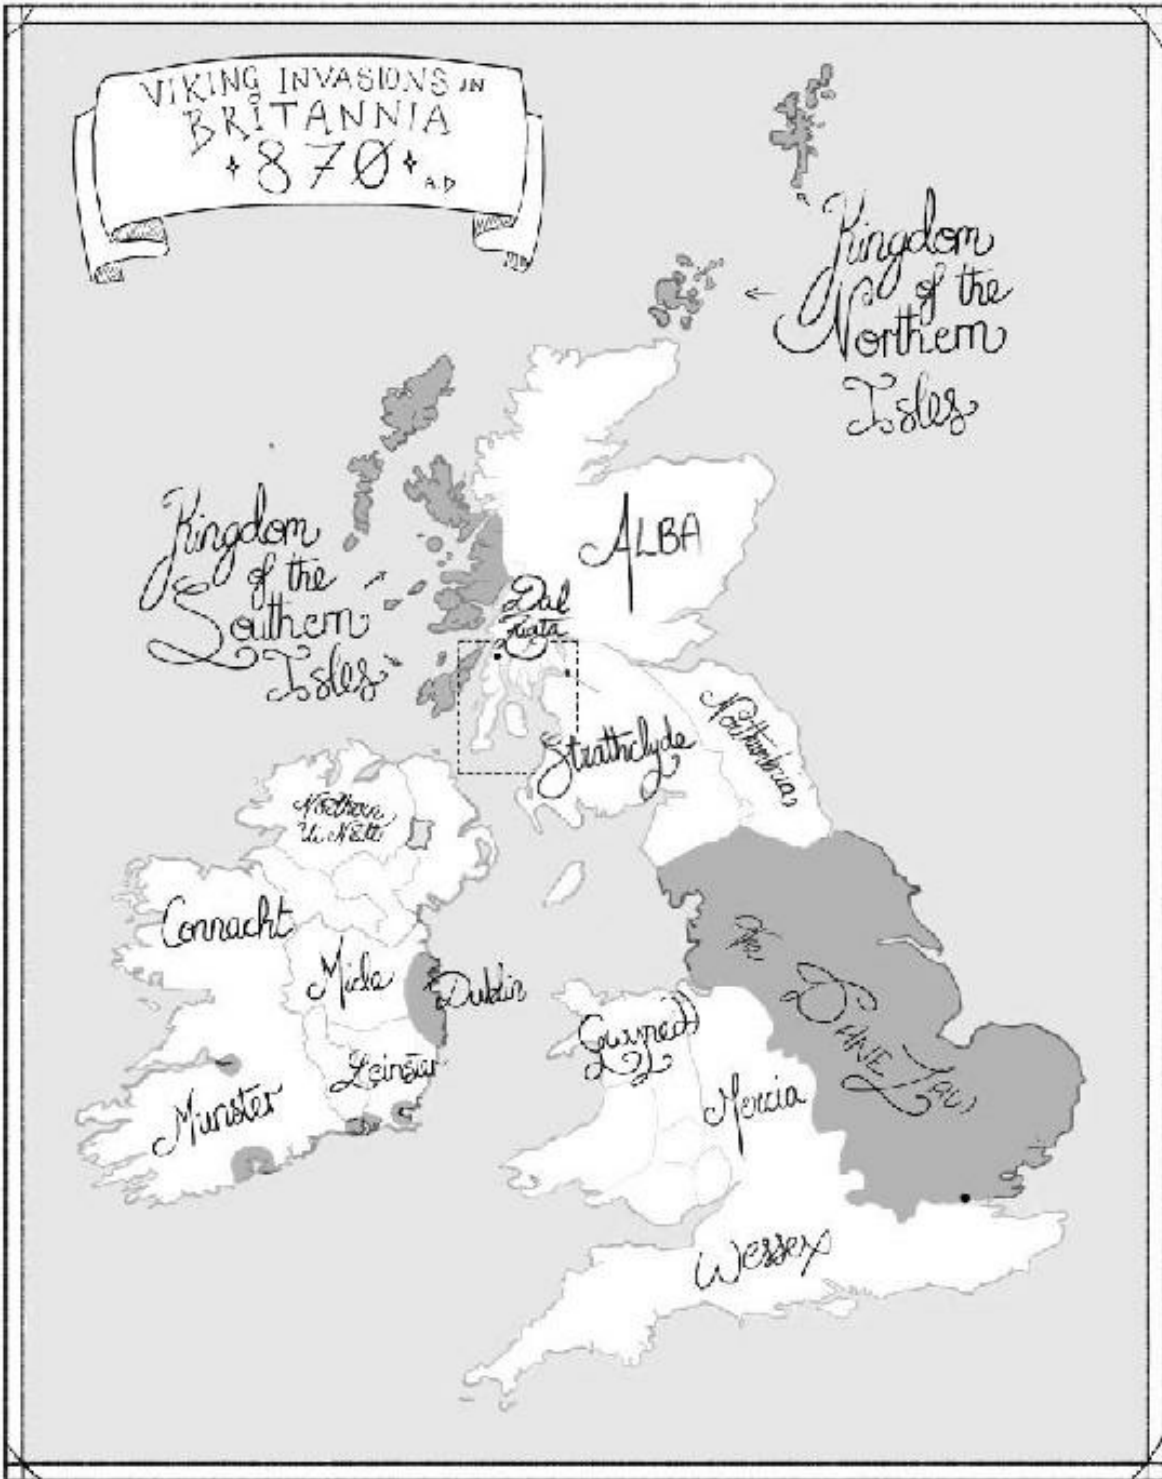 VIKING INVASIONS IN
BRITANNIA
870 A.D
Kingdom
of the
Northern
Isles
Kingdom
of the
Southern
Isles
ALBA
Dal
Riata
Strathclyde
Northumbria
Northern
Ui Neill
Connacht
Mide
Dublin
Leinster
Munster
The
DANE Law
Gwynedd
Mercia
Wessex